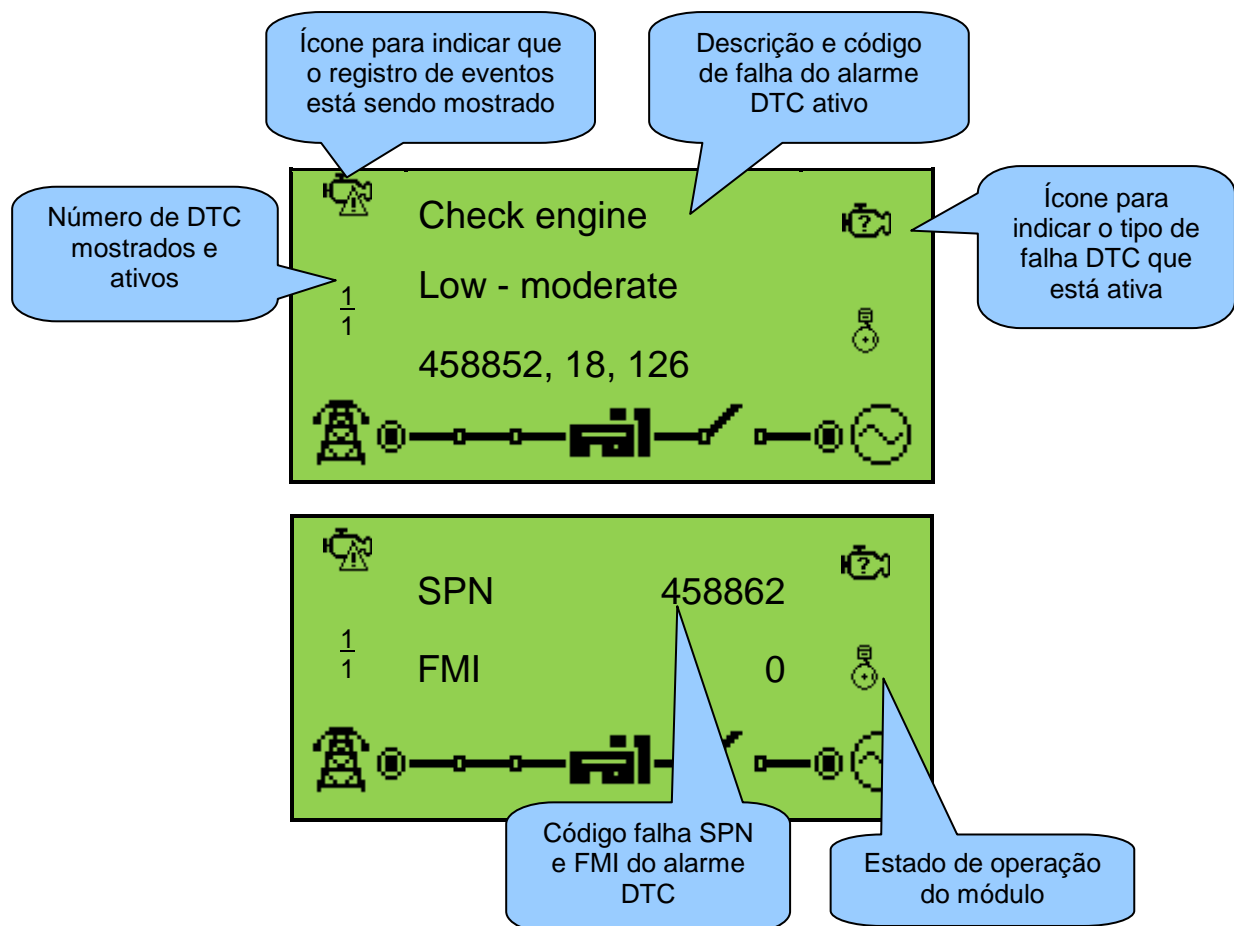 Ícone para indicar que
o registro de eventos
está sendo mostrado
Descrição e código
de falha do alarme
DTC ativo
Número de DTC
mostrados e
ativos
Ícone para
indicar o tipo de
falha DTC que
está ativa
Check engine
Low - moderate
458852, 18, 126
1
1
?
SPN 458862
FMI 0
1
1
?
Código falha SPN
e FMI do alarme
DTC
Estado de operação
do módulo